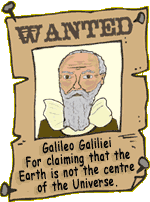 WANTED
Galileo Galiliei
For claiming that the
Earth is not the centre
of the Universe.